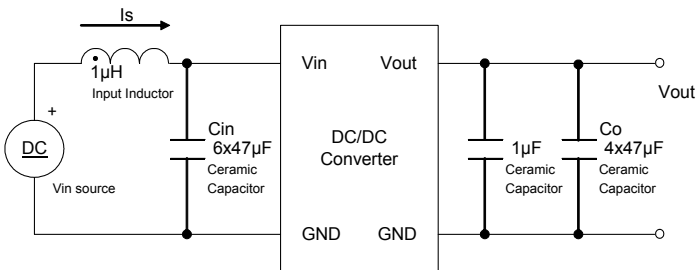 Is
1µH
Input Inductor
+
DC
Vin source
Cin
6x47µF
Ceramic
Capacitor
Vin
Vout
DC/DC
Converter
GND
GND
1µF
Ceramic
Capacitor
Co
4x47µF
Ceramic
Capacitor
Vout